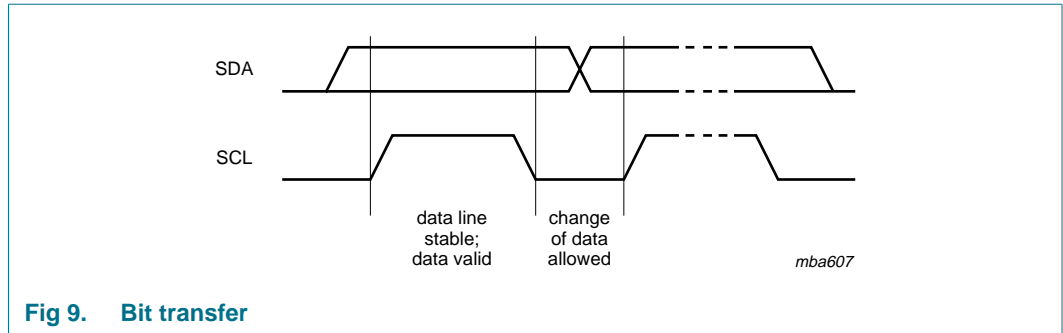 SDA
SCL
data line
stable;
data valid
change
of data
allowed
mba607
Fig 9. Bit transfer